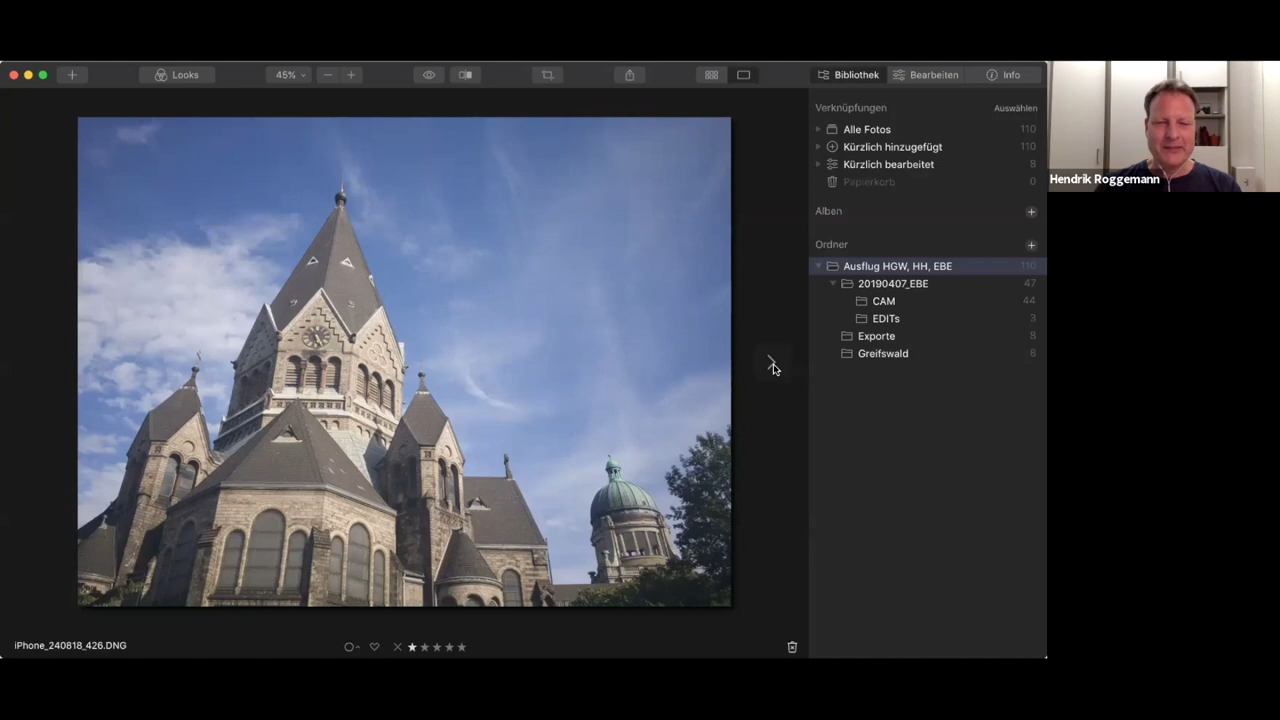 Looks
45%
Bibliothek
Bearbeiten
Info
Verknüpfungen
Auswählen
Alle Fotos 110
Kürzlich hinzugefügt 110
Kürzlich bearbeitet 8
Papierkorb 0
Alben
Ordner
Ausflug HGW, HH, EBE 110
20190407_EBE 47
CAM 44
EDITs 3
Exporte 8
Greifswald 8
Hendrik Roggemann
iPhone_240818_426.DNG